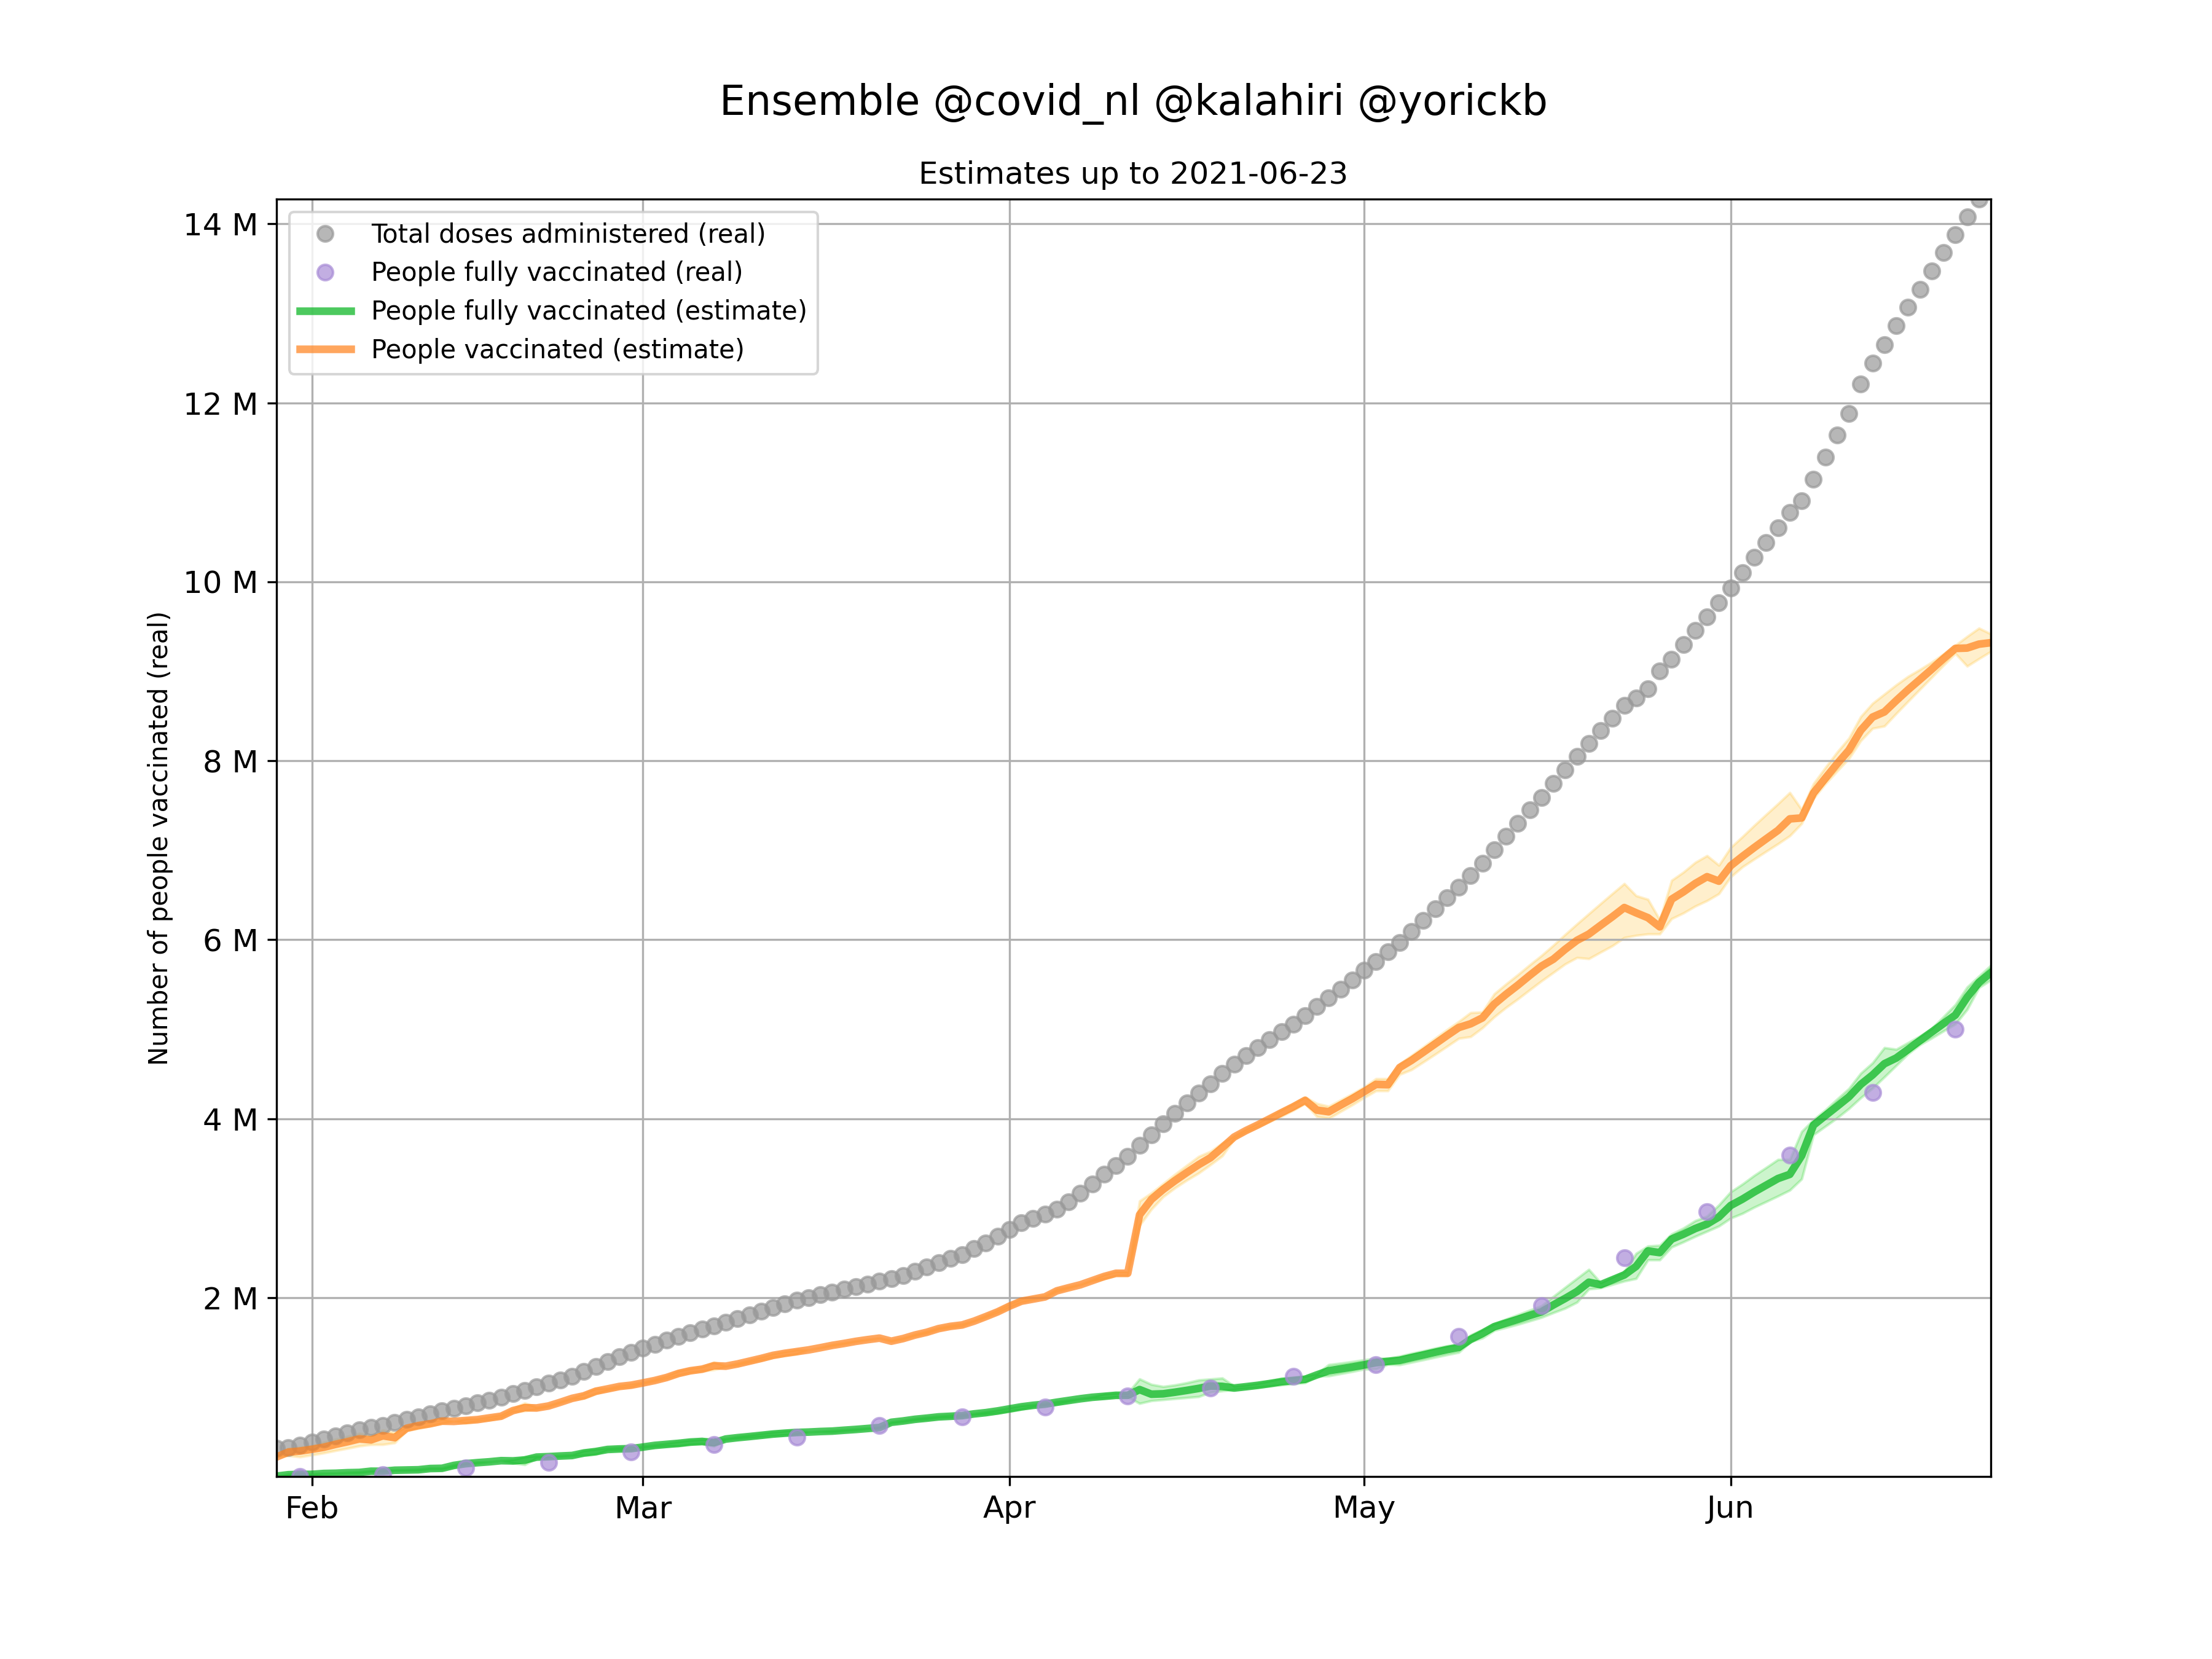 Ensemble @covid_nl @kalahiri @yorickb
Estimates up to 2021-06-23
14 M
12 M
10 M
8 M
6 M
4 M
2 M
Number of people vaccinated (real)
Total doses administered (real)
People fully vaccinated (real)
People fully vaccinated (estimate)
People vaccinated (estimate)
Feb
Mar
Apr
May
Jun